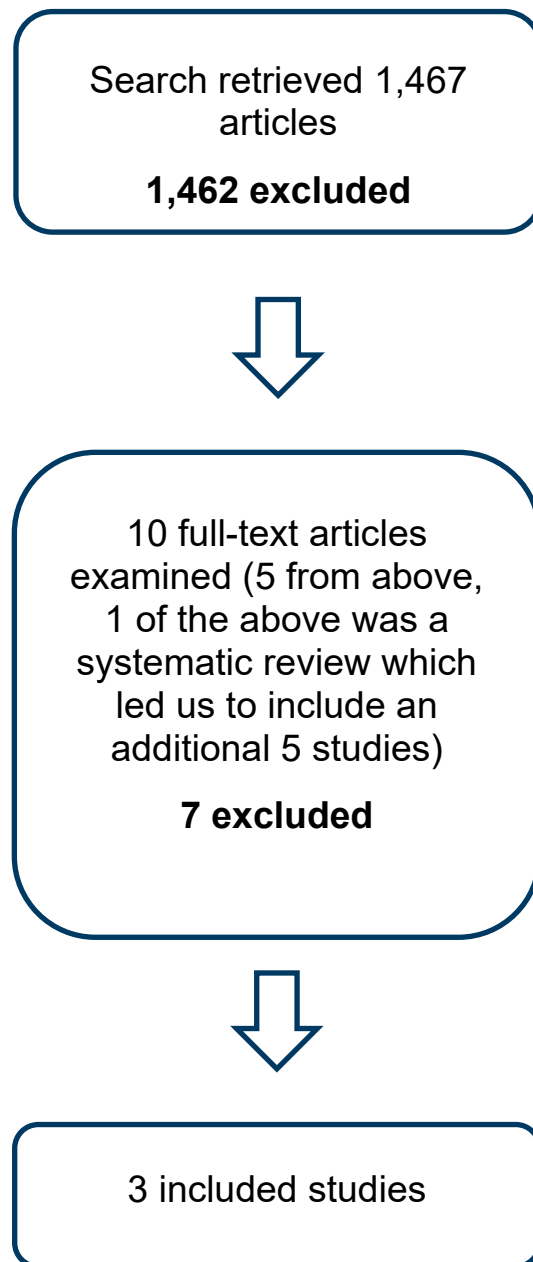 Search retrieved 1,467
articles
1,462 excluded
10 full-text articles
examined (5 from above,
1 of the above was a
systematic review which
led us to include an
additional 5 studies)
7 excluded
3 included studies